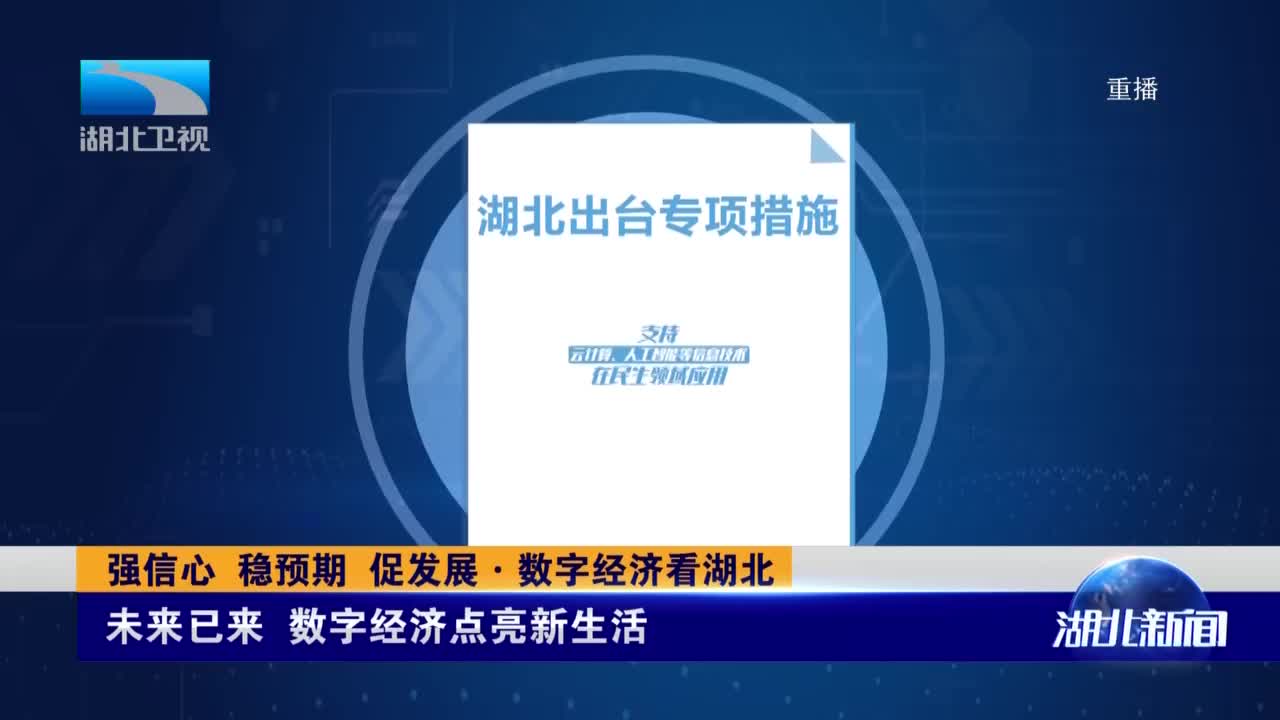 湖北卫视
重播
湖北出台专项措施
支持
云计算、人工智能等信息技术
在民生领域应用
强信心 稳预期 促发展·数字经济看湖北
未来已来 数字经济点亮新生活
湖北新闻